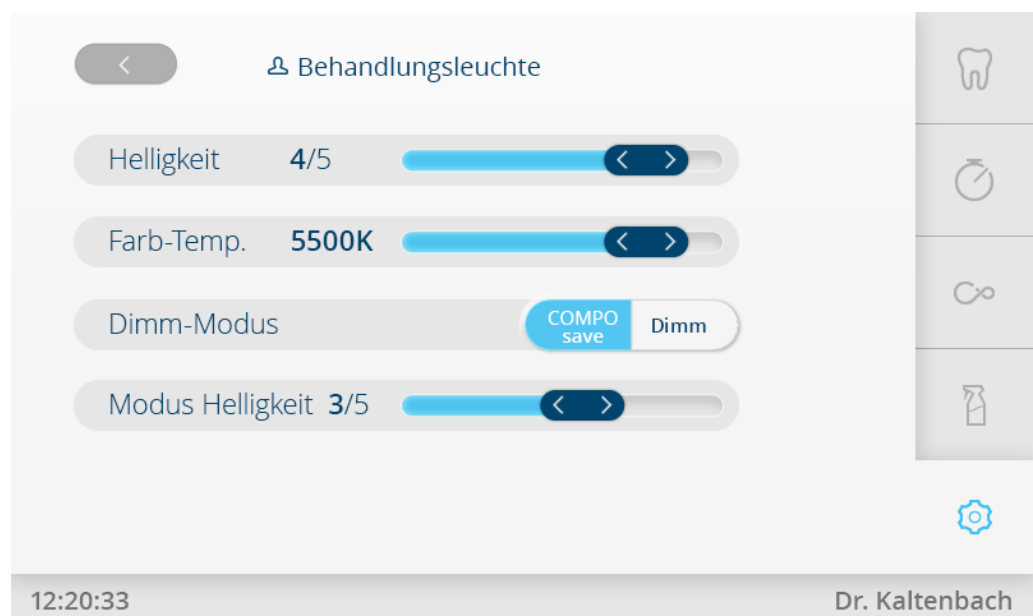 Behandlungsleuchte
Helligkeit 4/5
Farb-Temp. 5500K
Dimm-Modus COMPO save Dimm
Modus Helligkeit 3/5
12:20:33 Dr. Kaltenbach